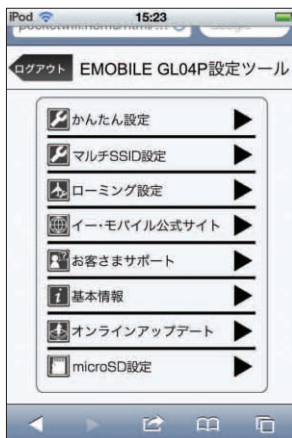 iPod 15:23
ログアウト EMOBILE GL04P設定ツール
かんたん設定
マルチSSID設定
ローミング設定
イー・モバイル公式サイト
お客さまサポート
基本情報
オンラインアップデート
microSD設定